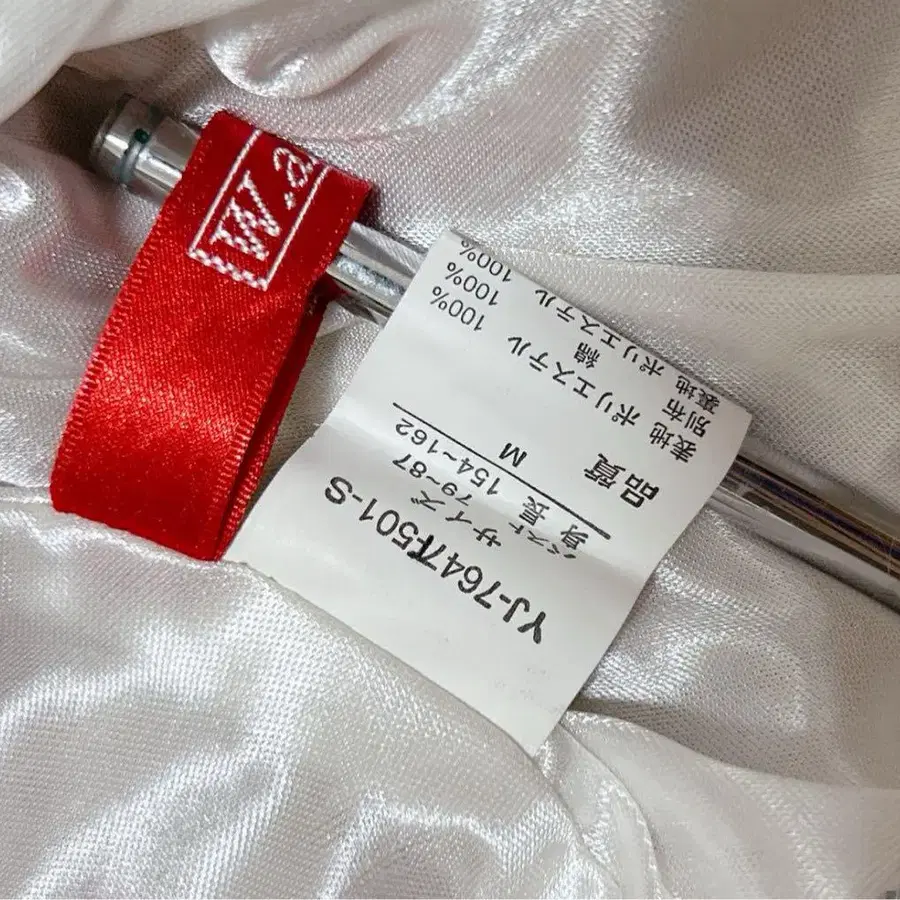 W.a
YJ-7647T501-S
サイズ M
バスト 79~87
身長 154~162
品質
表地 ポリエステル 100%
別布 綿 100%
裏地 ポリエステル 100%